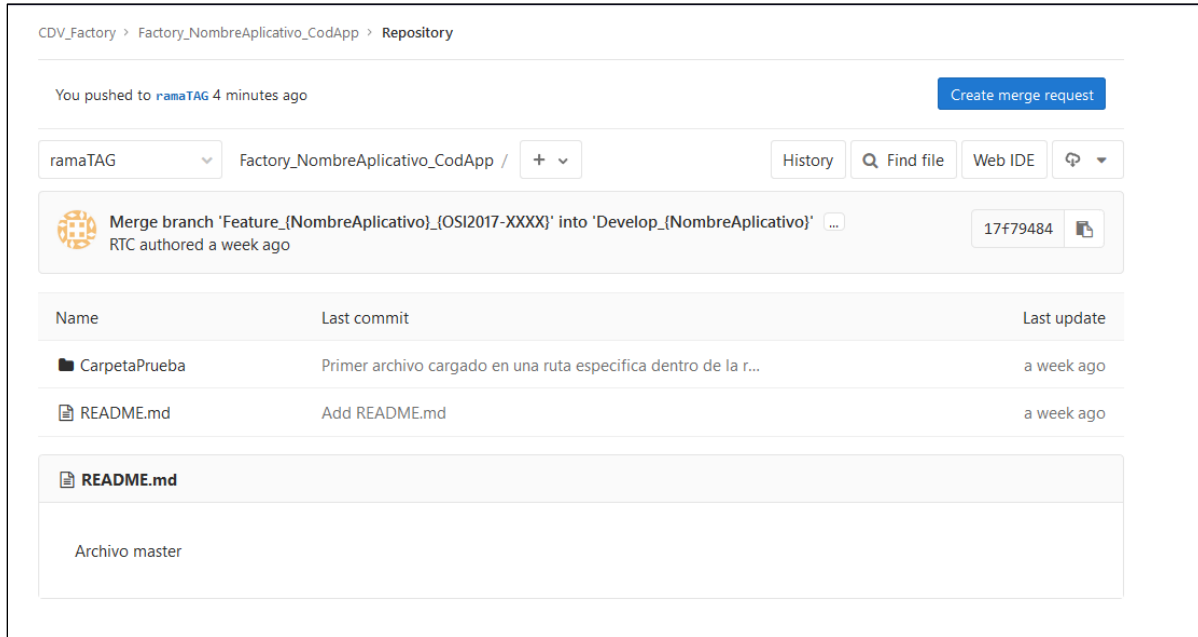 CDV_Factory > Factory_NombreAplicativo_CodApp > Repository
You pushed to ramaTAG 4 minutes ago
Create merge request
ramaTAG
Factory_NombreAplicativo_CodApp /
+
History
Find file
Web IDE
Merge branch 'Feature_{NombreAplicativo}_{OSI2017-XXXX}' into 'Develop_{NombreAplicativo}' ...
RTC authored a week ago
17f79484
Name Last commit Last update
CarpetaPrueba Primer archivo cargado en una ruta especifica dentro de la r... a week ago
README.md Add README.md a week ago
README.md
Archivo master